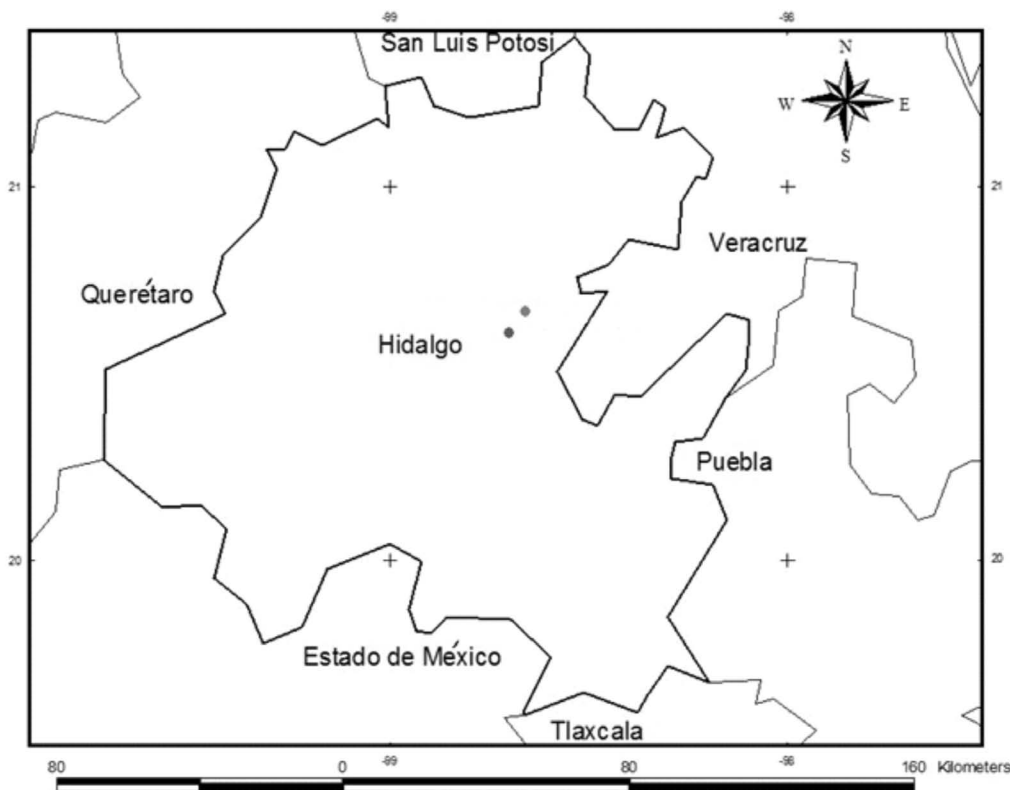 -99 -98
San Luis Potosi
N
W E
S
21 21
Veracruz
Querétaro
Hidalgo
Puebla
20 20
Estado de México
Tlaxcala
80 0 -99 80 -98 160 Kilometers